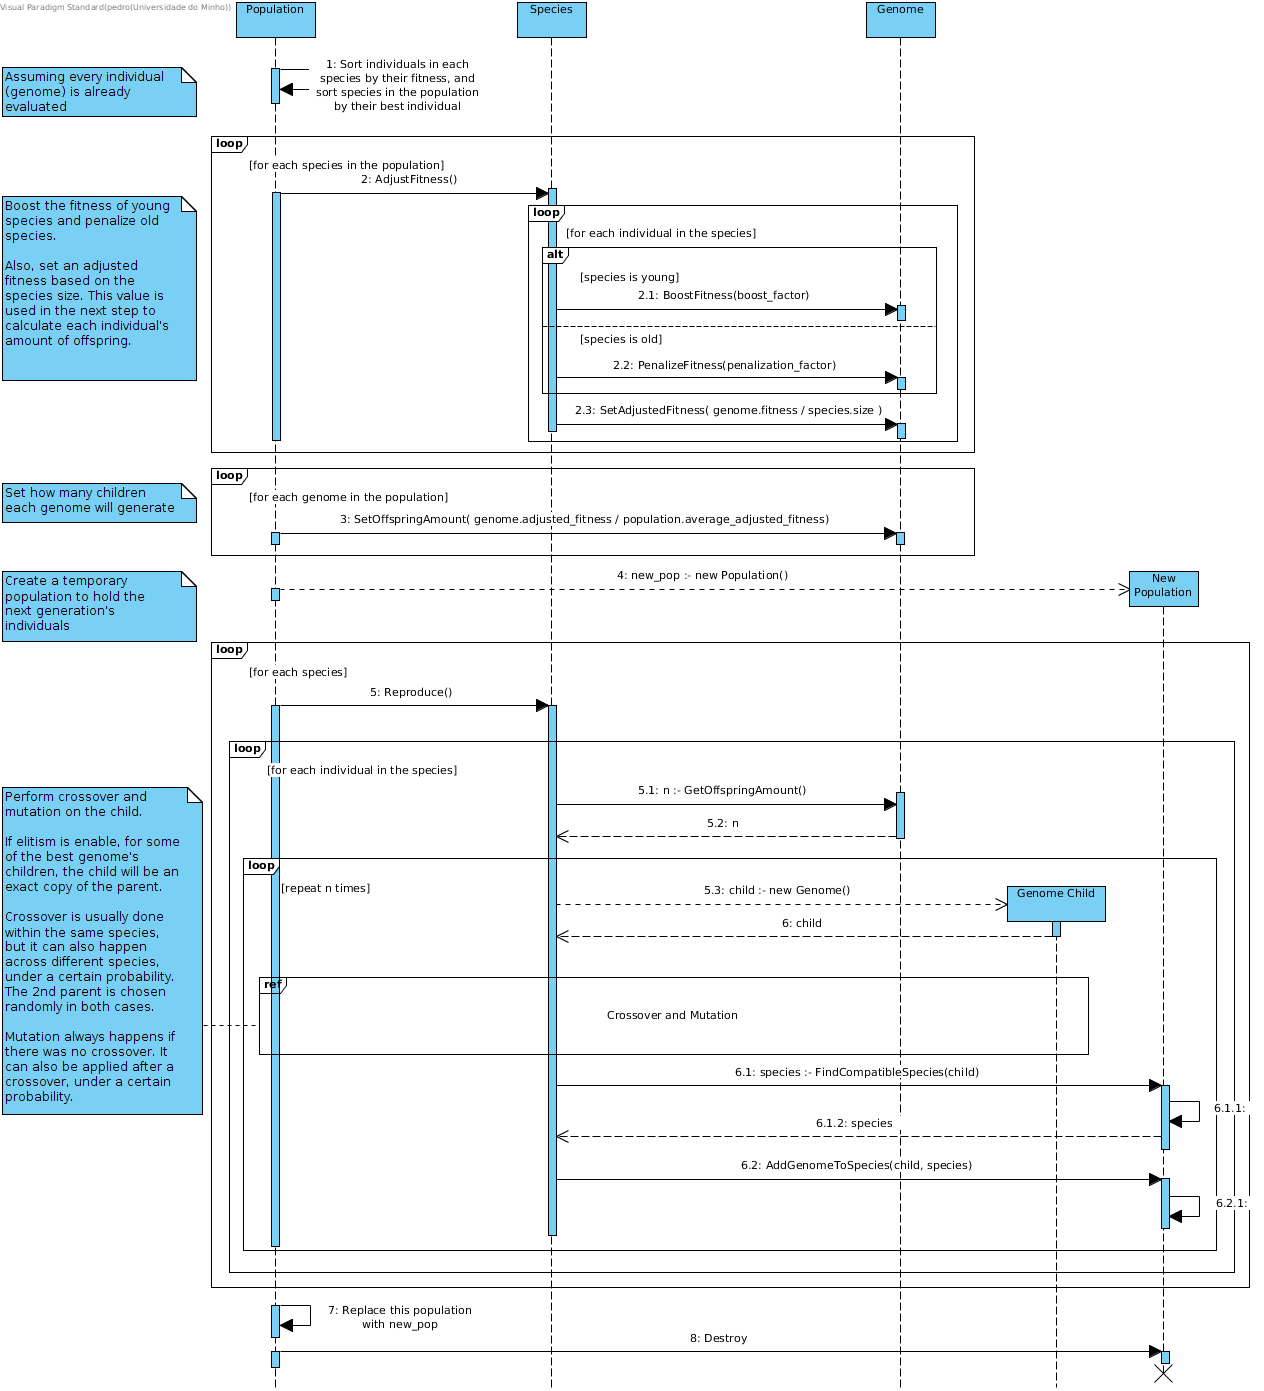 Visual Paradigm Standard(pedro(Universidade do Minho))
Population
Species
Genome
Assuming every individual
(genome) is already
evaluated
1: Sort individuals in each
species by their fitness, and
sort species in the population
by their best individual
loop
[for each species in the population]
2: AdjustFitness()
Boost the fitness of young
species and penalize old
species.
Also, set an adjusted
fitness based on the
species size. This value is
used in the next step to
calculate each individual's
amount of offspring.
loop
[for each individual in the species]
alt
[species is young]
2.1: BoostFitness(boost_factor)
[species is old]
2.2: PenalizeFitness(penalization_factor)
2.3: SetAdjustedFitness( genome.fitness / species.size )
loop
[for each genome in the population]
Set how many children
each genome will generate
3: SetOffspringAmount( genome.adjusted_fitness / population.average_adjusted_fitness)
Create a temporary
population to hold the
next generation's
individuals
4: new_pop :- new Population()
New
Population
loop
[for each species]
5: Reproduce()
loop
[for each individual in the species]
5.1: n :- GetOffspringAmount()
5.2: n
Perform crossover and
mutation on the child.
If elitism is enable, for some
of the best genome's
children, the child will be an
exact copy of the parent.
Crossover is usually done
within the same species,
but it can also happen
across different species,
under a certain probability.
The 2nd parent is chosen
randomly in both cases.
Mutation always happens if
there was no crossover. It
can also be applied after a
crossover, under a certain
probability.
loop
[repeat n times]
5.3: child :- new Genome()
Genome Child
6: child
ref
Crossover and Mutation
6.1: species :- FindCompatibleSpecies(child)
6.1.1:
6.1.2: species
6.2: AddGenomeToSpecies(child, species)
6.2.1:
7: Replace this population
with new_pop
8: Destroy